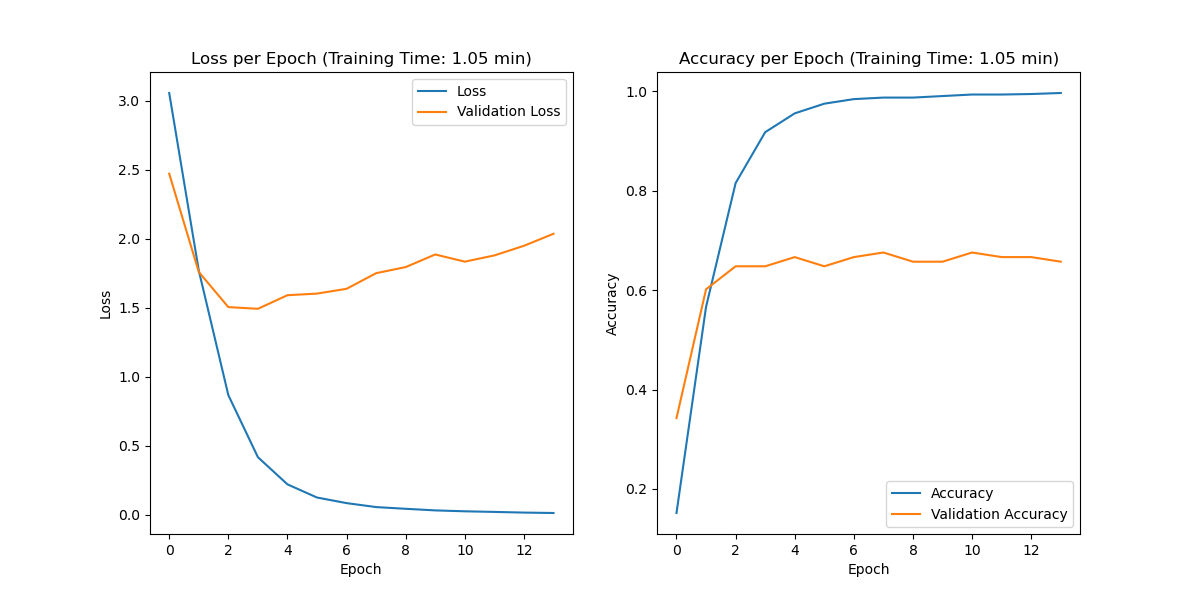 Loss per Epoch (Training Time: 1.05 min)
Loss
Validation Loss
3.0
2.5
2.0
1.5
1.0
0.5
0.0
Loss
0 2 4 6 8 10 12
Epoch
Accuracy per Epoch (Training Time: 1.05 min)
1.0
0.8
0.6
0.4
0.2
Accuracy
Accuracy
Validation Accuracy
0 2 4 6 8 10 12
Epoch